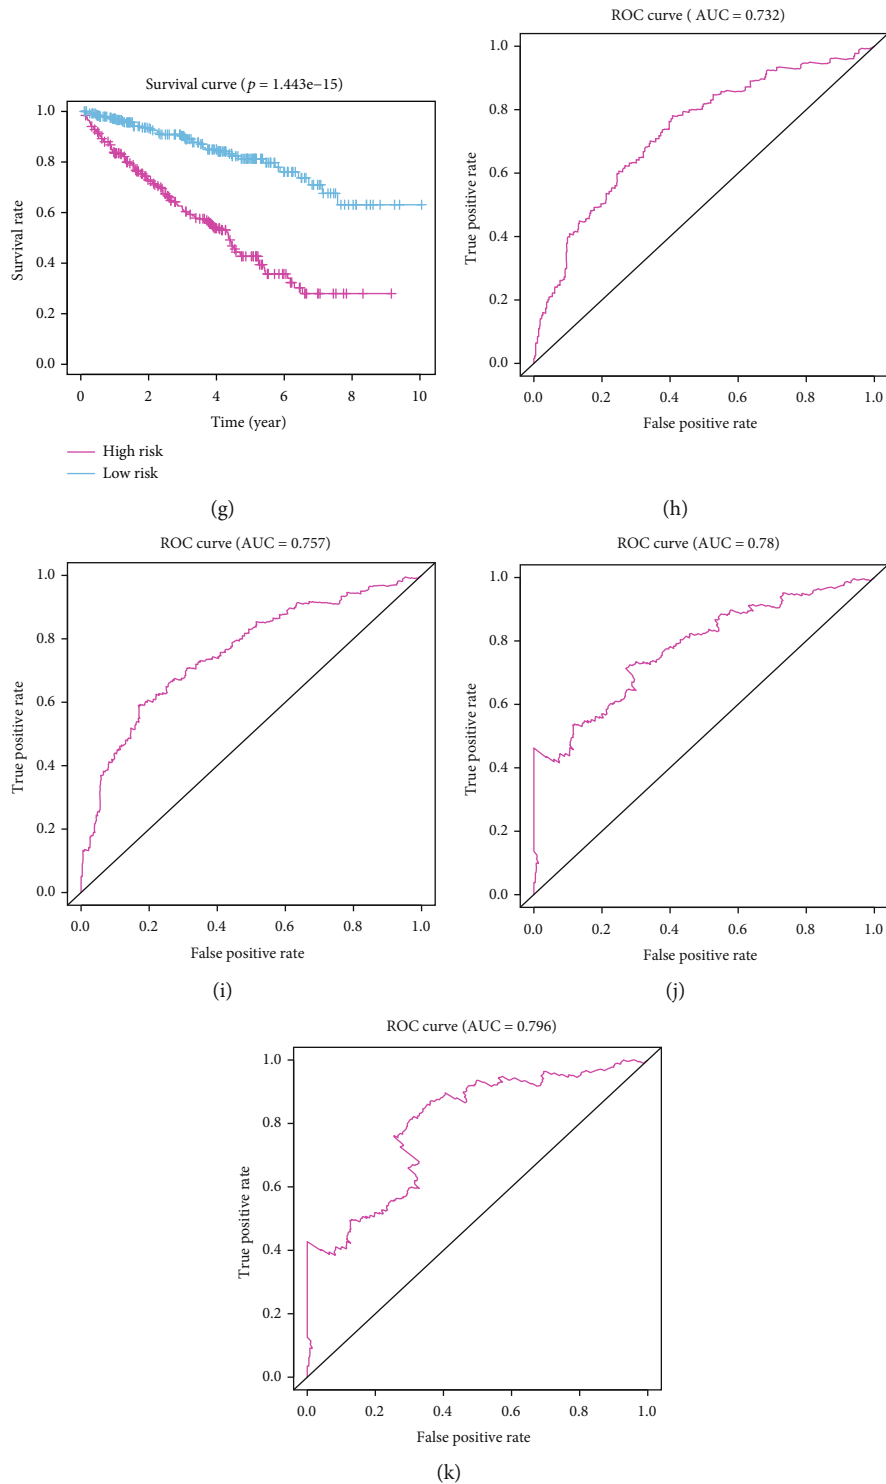 Survival curve (p = 1.443e−15)
1.0
0.8
0.6
0.4
0.2
0.0
Survival rate
0 2 4 6 8 10
Time (year)
High risk
Low risk
(g)
ROC curve ( AUC = 0.732)
1.0
0.8
0.6
0.4
0.2
0.0
True positive rate
0.0 0.2 0.4 0.6 0.8 1.0
False positive rate
(h)
ROC curve (AUC = 0.757)
1.0
0.8
0.6
0.4
0.2
0.0
True positive rate
0.0 0.2 0.4 0.6 0.8 1.0
False positive rate
(i)
ROC curve (AUC = 0.78)
1.0
0.8
0.6
0.4
0.2
0.0
True positive rate
0.0 0.2 0.4 0.6 0.8 1.0
False positive rate
(j)
ROC curve (AUC = 0.796)
1.0
0.8
0.6
0.4
0.2
0.0
True positive rate
0.0 0.2 0.4 0.6 0.8 1.0
False positive rate
(k)